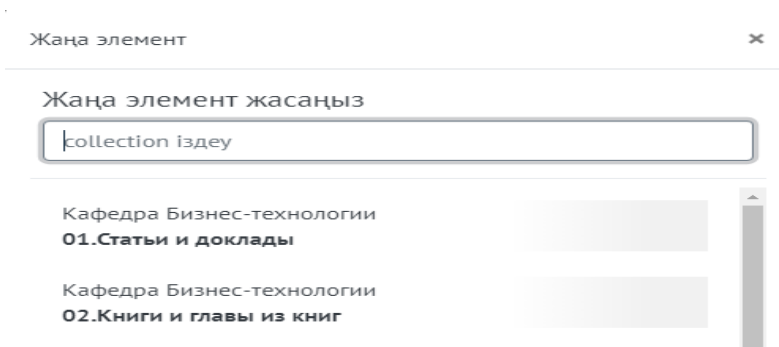 Жаңа элемент
×
Жаңа элемент жасаңыз
collection іздеу
Кафедра Бизнес-технологии
01.Статьи и доклады
Кафедра Бизнес-технологии
02.Книги и главы из книг